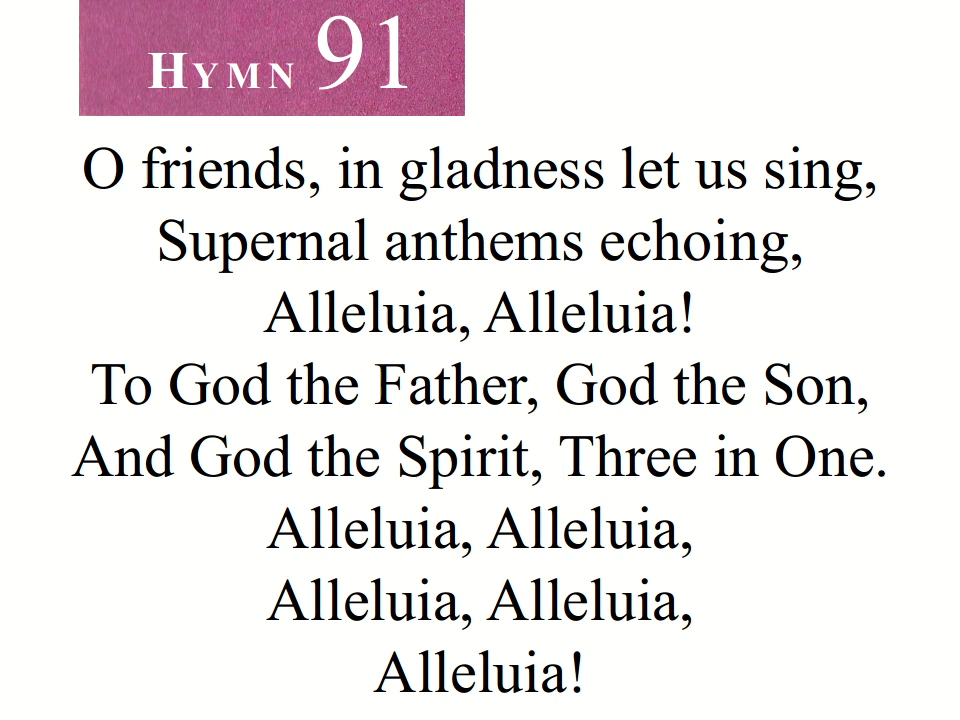 HYMN 91
O friends, in gladness let us sing,
Supernal anthems echoing,
Alleluia, Alleluia!
To God the Father, God the Son,
And God the Spirit, Three in One.
Alleluia, Alleluia,
Alleluia, Alleluia,
Alleluia!